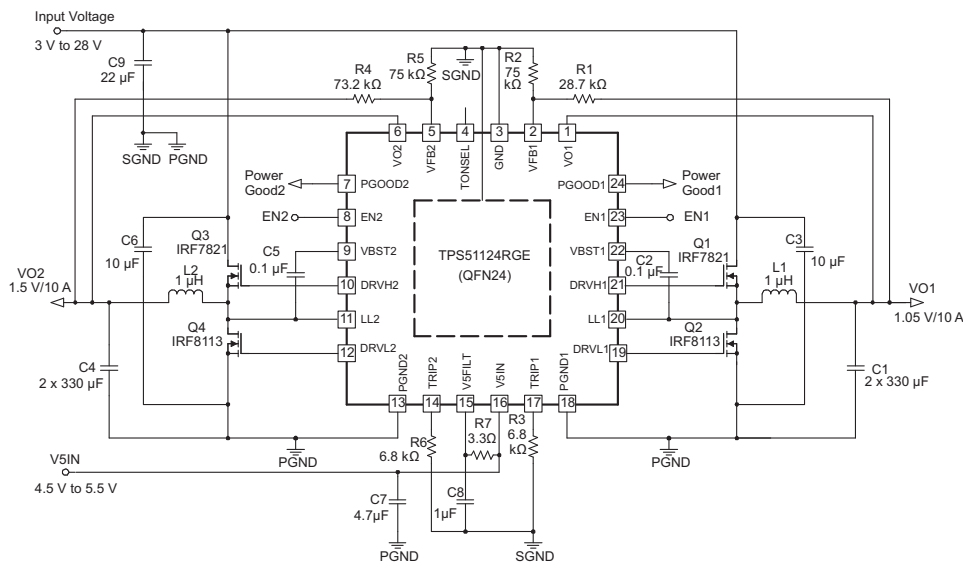 Input Voltage
3 V to 28 V
C9
22 µF
SGND
PGND
R4
73.2 kΩ
R5
75 kΩ
SGND
R2
75 kΩ
R1
28.7 kΩ
6
5
4
3
2
1
VO2
VFB2
TONSEL
GND
VFB1
VO1
Power Good2
7
PGOOD2
PGOOD1
24
Power Good1
EN2
8
EN2
EN1
23
EN1
9
VBST2
VBST1
22
10
DRVH2
DRVH1
21
11
LL2
LL1
20
12
DRVL2
DRVL1
19
TPS51124RGE
(QFN24)
C6
10 µF
Q3
IRF7821
C5
0.1 µF
C2
0.1 µF
Q1
IRF7821
C3
10 µF
VO2
1.5 V/10 A
L2
1 µH
L1
1 µH
VO1
1.05 V/10 A
Q4
IRF8113
Q2
IRF8113
C4
2 x 330 µF
C1
2 x 330 µF
PGND2
TRIP2
V5FILT
V5IN
TRIP1
PGND1
13
14
15
16
17
18
PGND
R6
6.8 kΩ
R7
3.3Ω
R3
6.8 kΩ
PGND
V5IN
4.5 V to 5.5 V
C7
4.7µF
C8
1µF
PGND
SGND